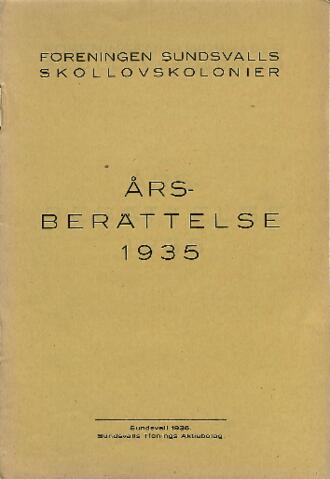 FÖRENINGEN SUNDSVALLS
SKOLLOVSKOLONIER
ÅRS-
BERÄTTELSE
1935
Sundsvall 1936.
Sundsvalls Tidnings Aktiebolag.